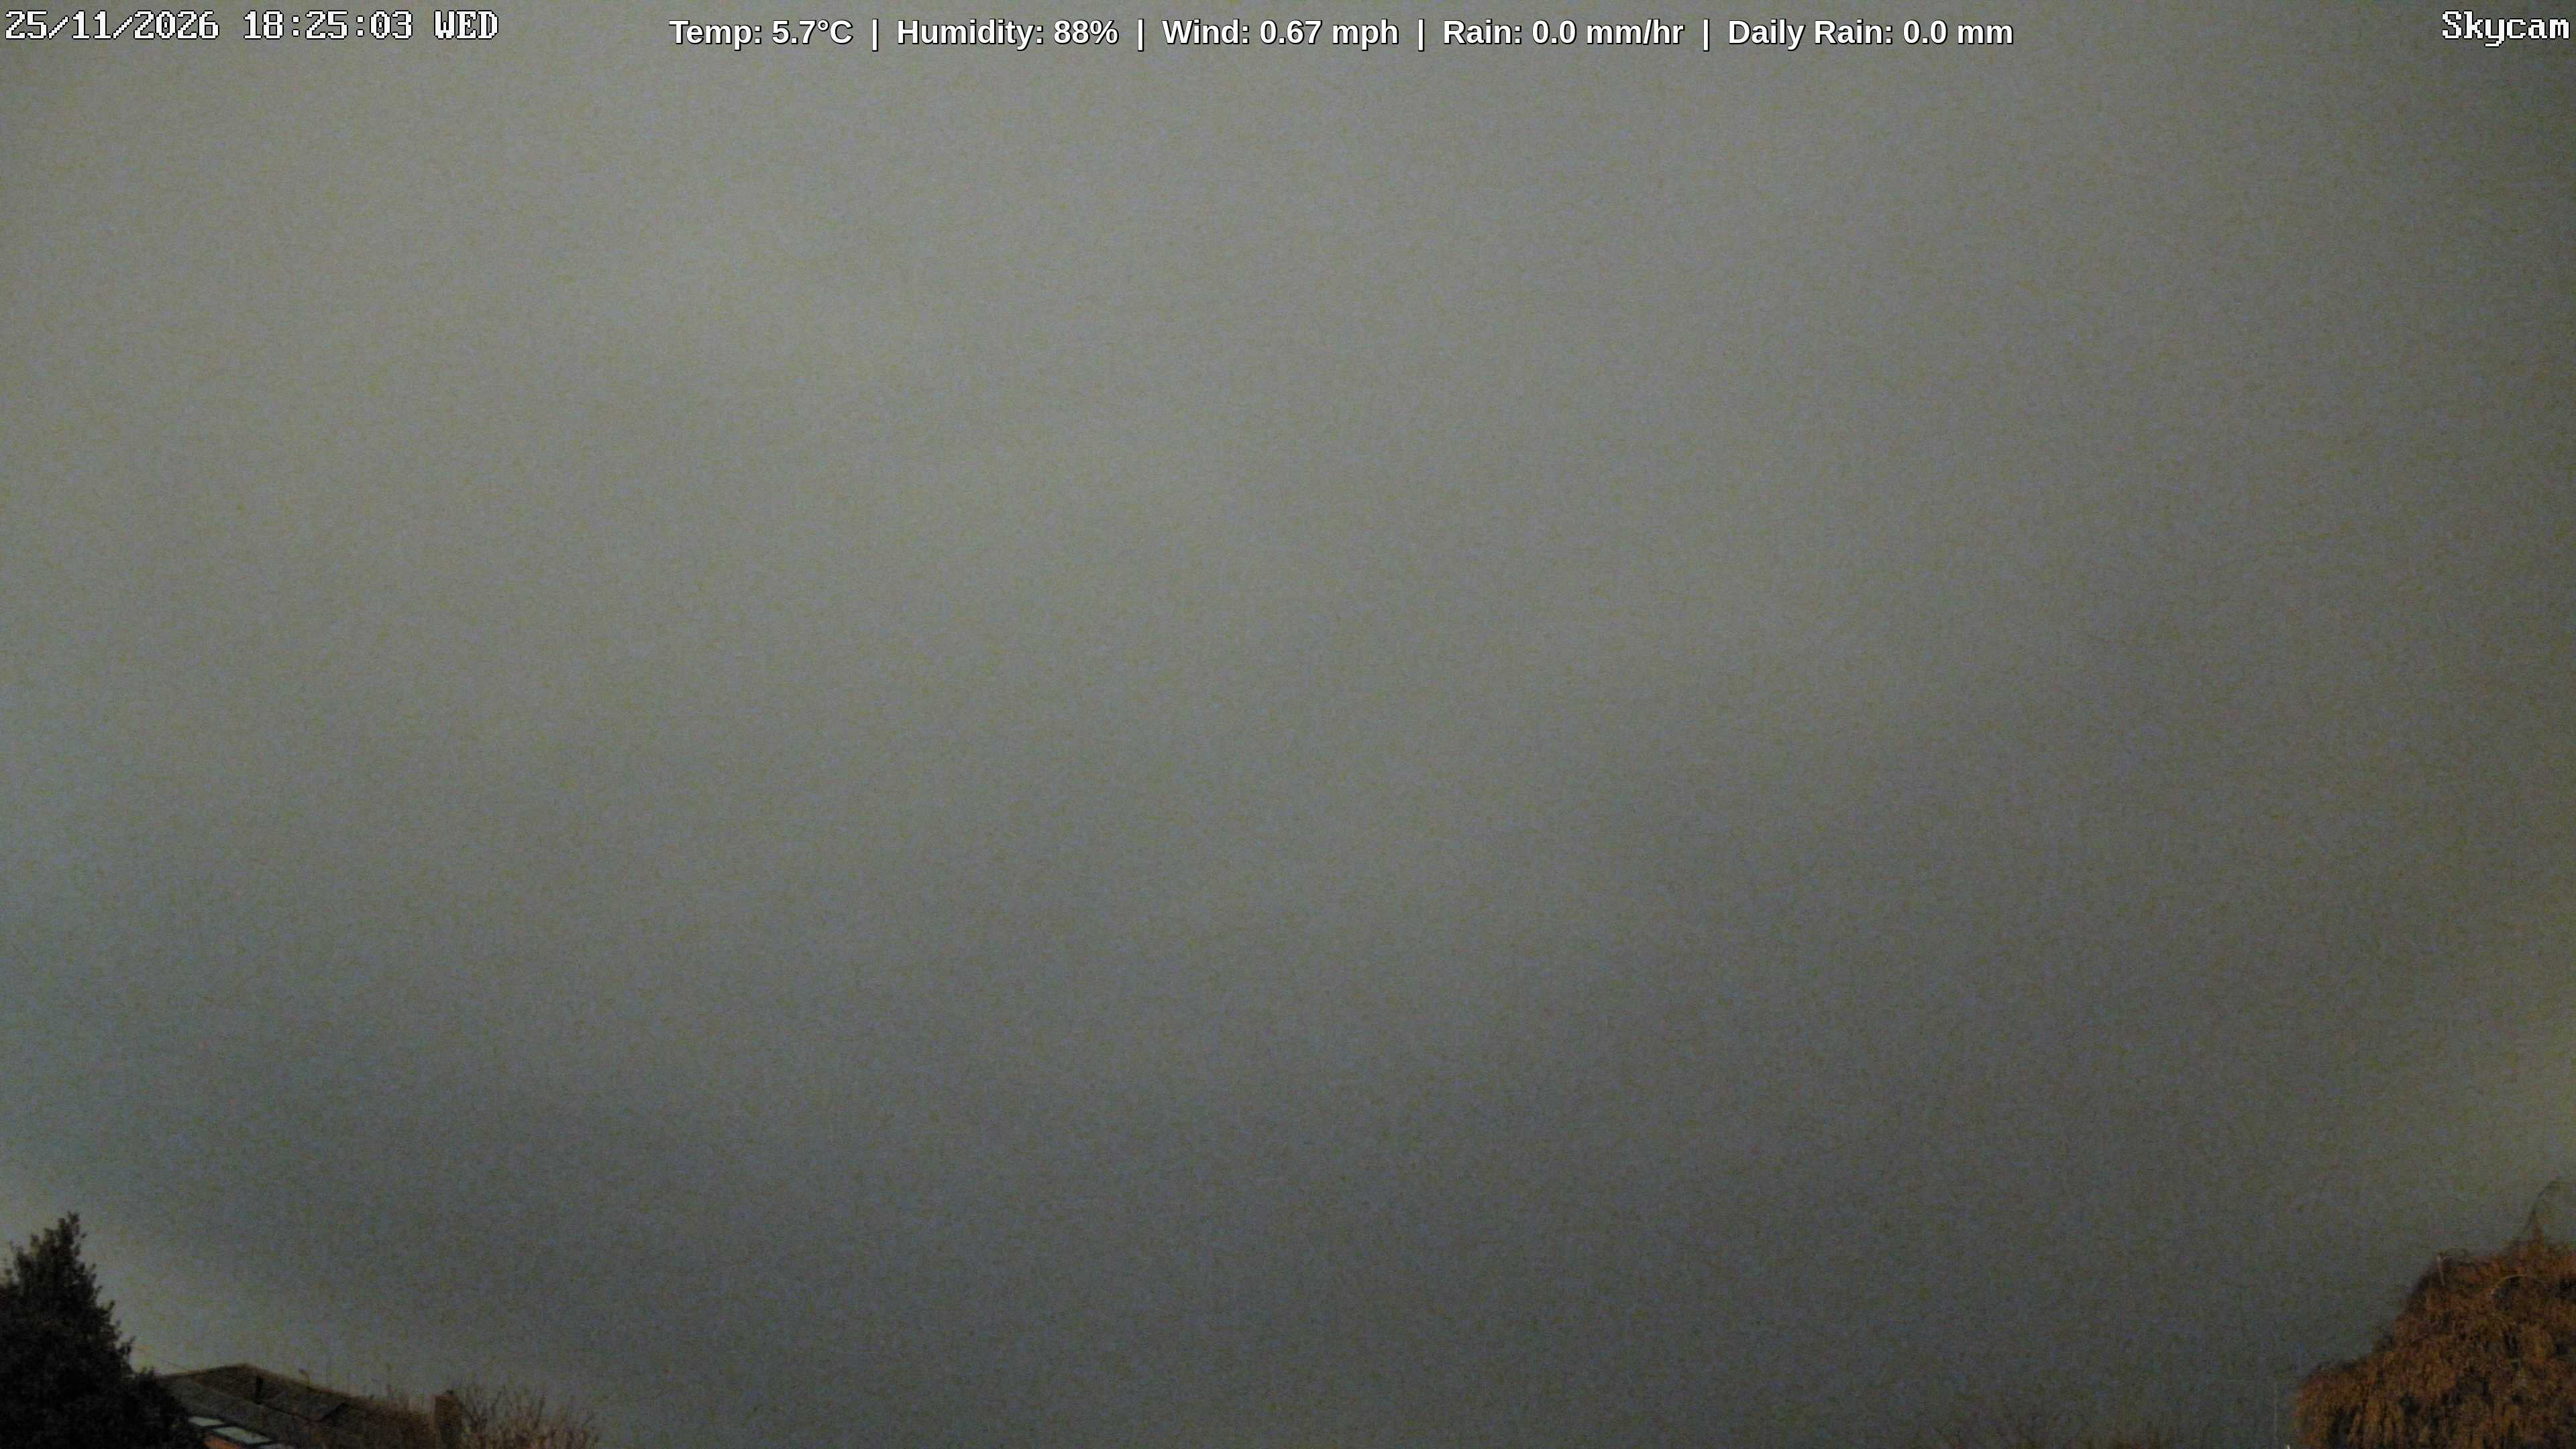 25/11/2026 18:25:03 WED
Temp: 5.7°C | Humidity: 88% | Wind: 0.67 mph | Rain: 0.0 mm/hr | Daily Rain: 0.0 mm
Skycam